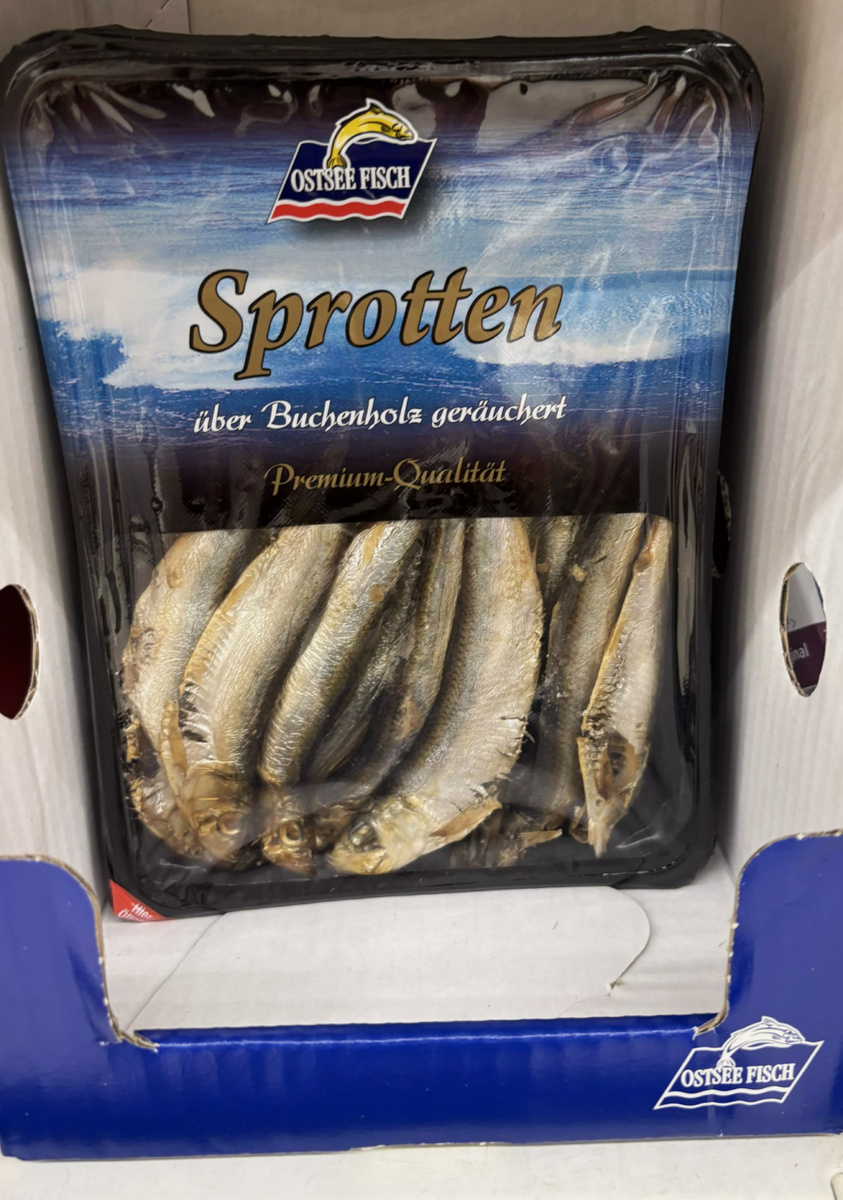 OSTSEE FISCH
Sprotten
über Buchenholz geräuchert
Premium-Qualität
OSTSEE FISCH